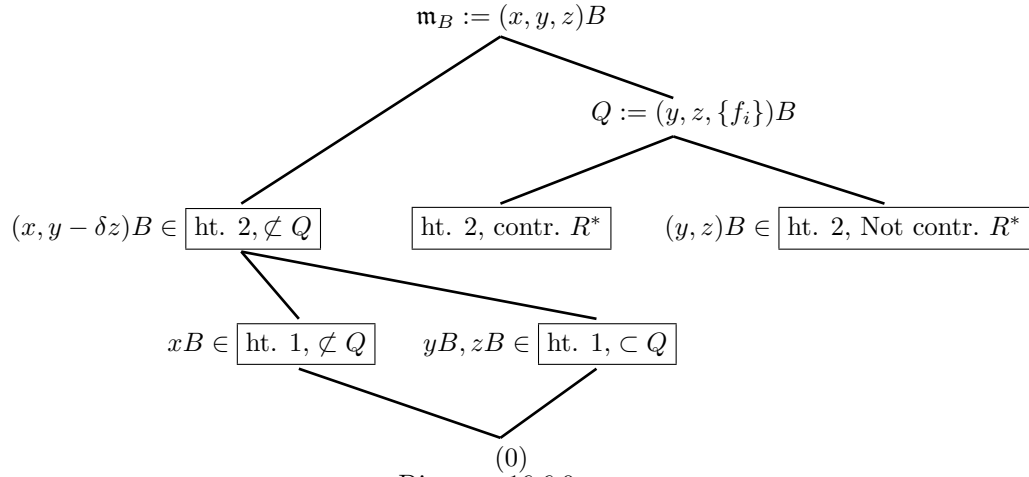 𝔪_B := (x, y, z)B
Q := (y, z, {f_i})B
(x, y − δz)B ∈ ht. 2, ⊄ Q
ht. 2, contr. R*
(y, z)B ∈ ht. 2, Not contr. R*
xB ∈ ht. 1, ⊄ Q
yB, zB ∈ ht. 1, ⊂ Q
(0)